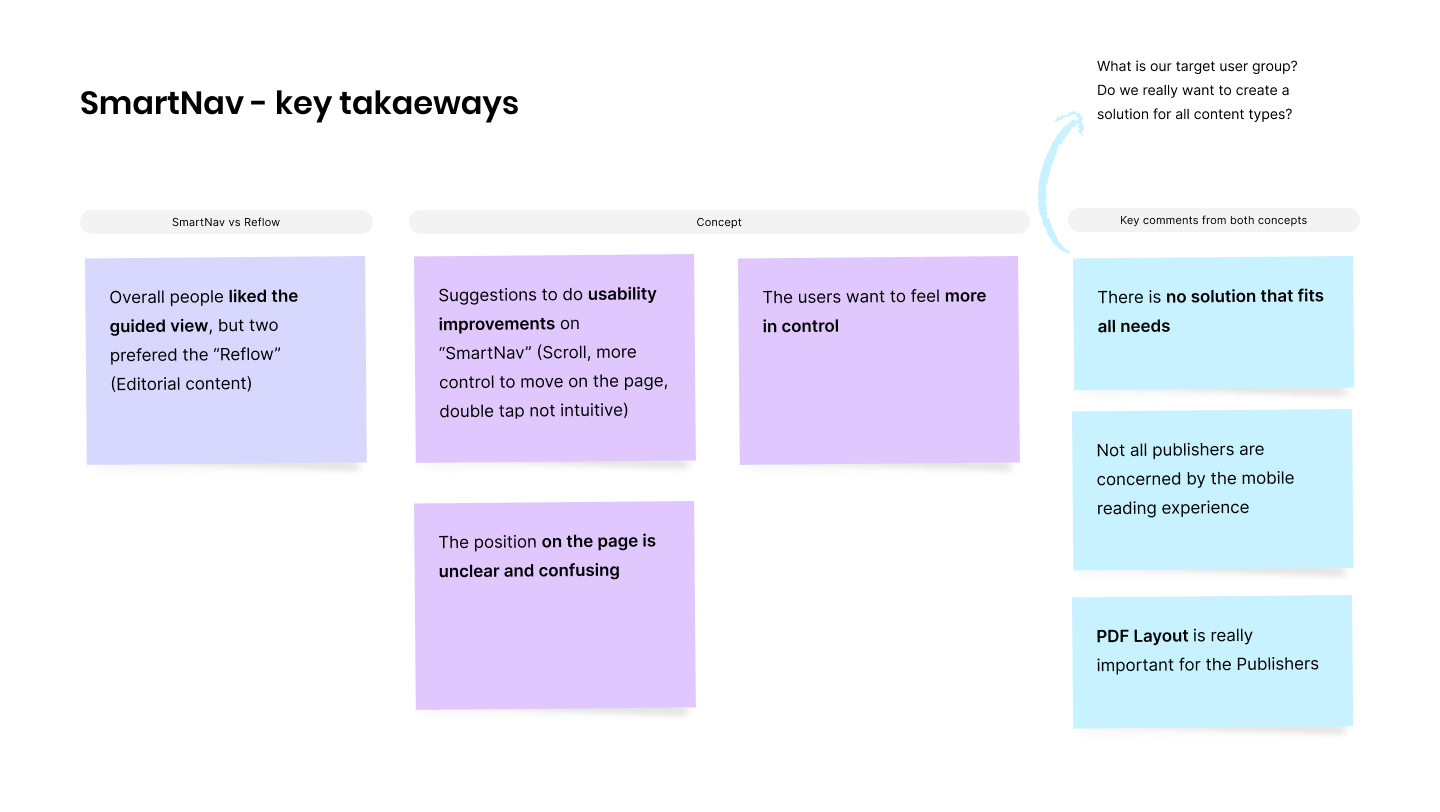 What is our target user group?
Do we really want to create a
solution for all content types?
SmartNav - key takaeways
SmartNav vs Reflow
Overall people liked the
guided view, but two
prefered the “Reflow”
(Editorial content)
Concept
Suggestions to do usability
improvements on
“SmartNav” (Scroll, more
control to move on the page,
double tap not intuitive)
The users want to feel more
in control
The position on the page is
unclear and confusing
Key comments from both concepts
There is no solution that fits
all needs
Not all publishers are
concerned by the mobile
reading experience
PDF Layout is really
important for the Publishers